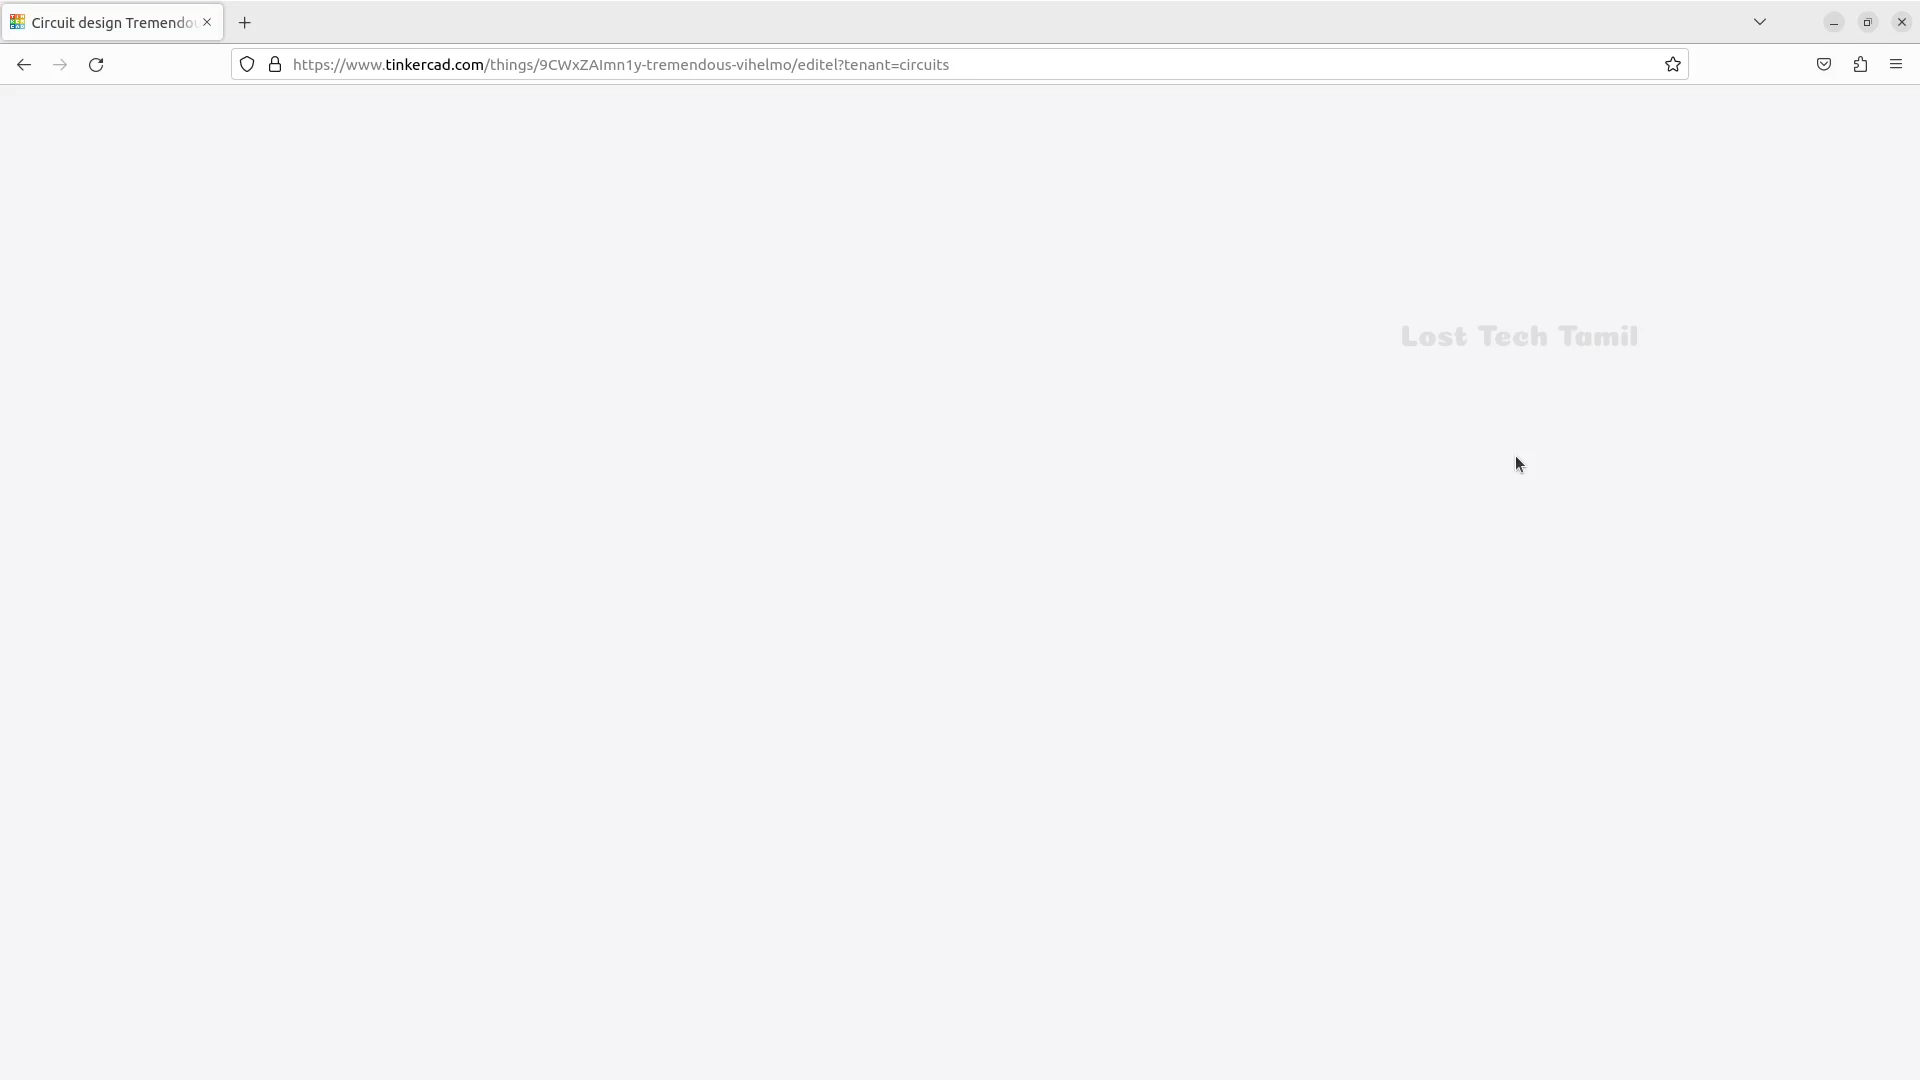 Circuit design Tremendo
https://www.tinkercad.com/things/9CWxZAImn1y-tremendous-vihelmo/editel?tenant=circuits
Lost Tech Tamil